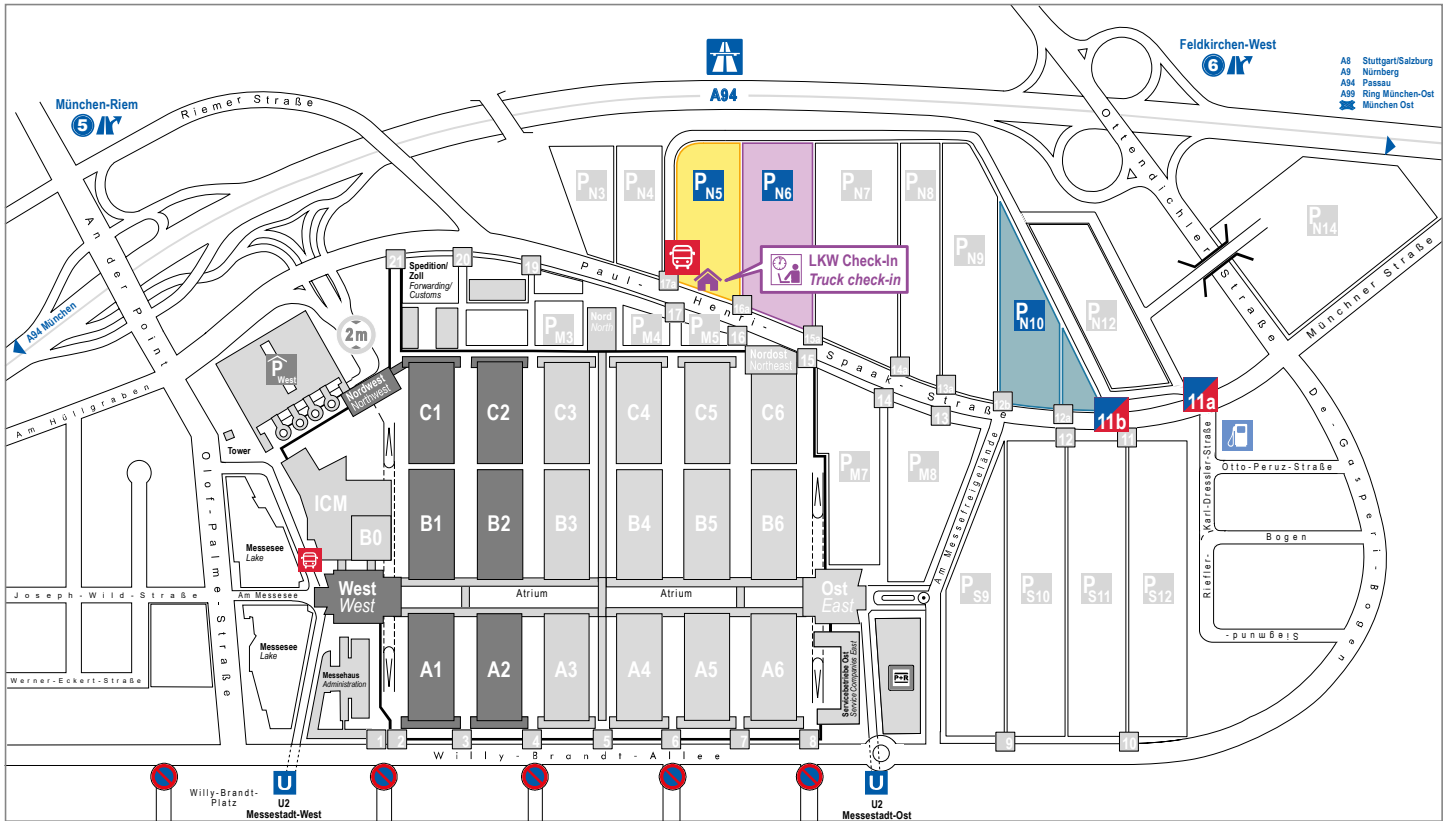 Feldkirchen-West
6
A8 Stuttgart/Salzburg
A9 Nürnberg
A94 Passau
A99 Ring München-Ost
München Ost
A94
München-Riem
5
Riemer Straße
Ottendichler Straße
An der Point
A94 München
Am Hüllgraben
P N3
P N4
P N5
P N6
P N7
P N8
P N9
P N10
P N12
P N14
Münchner Straße
LKW Check-In
Truck check-in
Paul-Henri-Spaak-Straße
21
20
19
17a
17
16a
16
15a
15
14a
14
13a
13
12b
12a
12
11b
11a
11
Spedition/
Zoll
Forwarding/
Customs
2m
P West
P M3
Nord
North
P M4
P M5
Nordost
Northeast
Nordwest
Northwest
Tower
C1
C2
C3
C4
C5
C6
P M7
P M8
Am Messefreigelände
De-Gasperi-Bogen
Karl-Dressler-Straße
Otto-Peruz-Straße
Bogen
Riefler-
Siegmund-
Olof-Palme-Straße
ICM
B0
B1
B2
B3
B4
B5
B6
Messesee
Lake
West
West
Atrium
Atrium
Ost
East
P S9
P S10
P S11
P S12
Joseph-Wild-Straße
Am Messesee
Messesee
Lake
Messehaus
Administration
A1
A2
A3
A4
A5
A6
Servicebetriebe Ost
Service Companies East
P+R
Werner-Eckert-Straße
1
2
3
4
5
6
7
8
9
10
Willy-Brandt-Allee
Willy-Brandt-
Platz
U
U2
Messestadt-West
U
U2
Messestadt-Ost